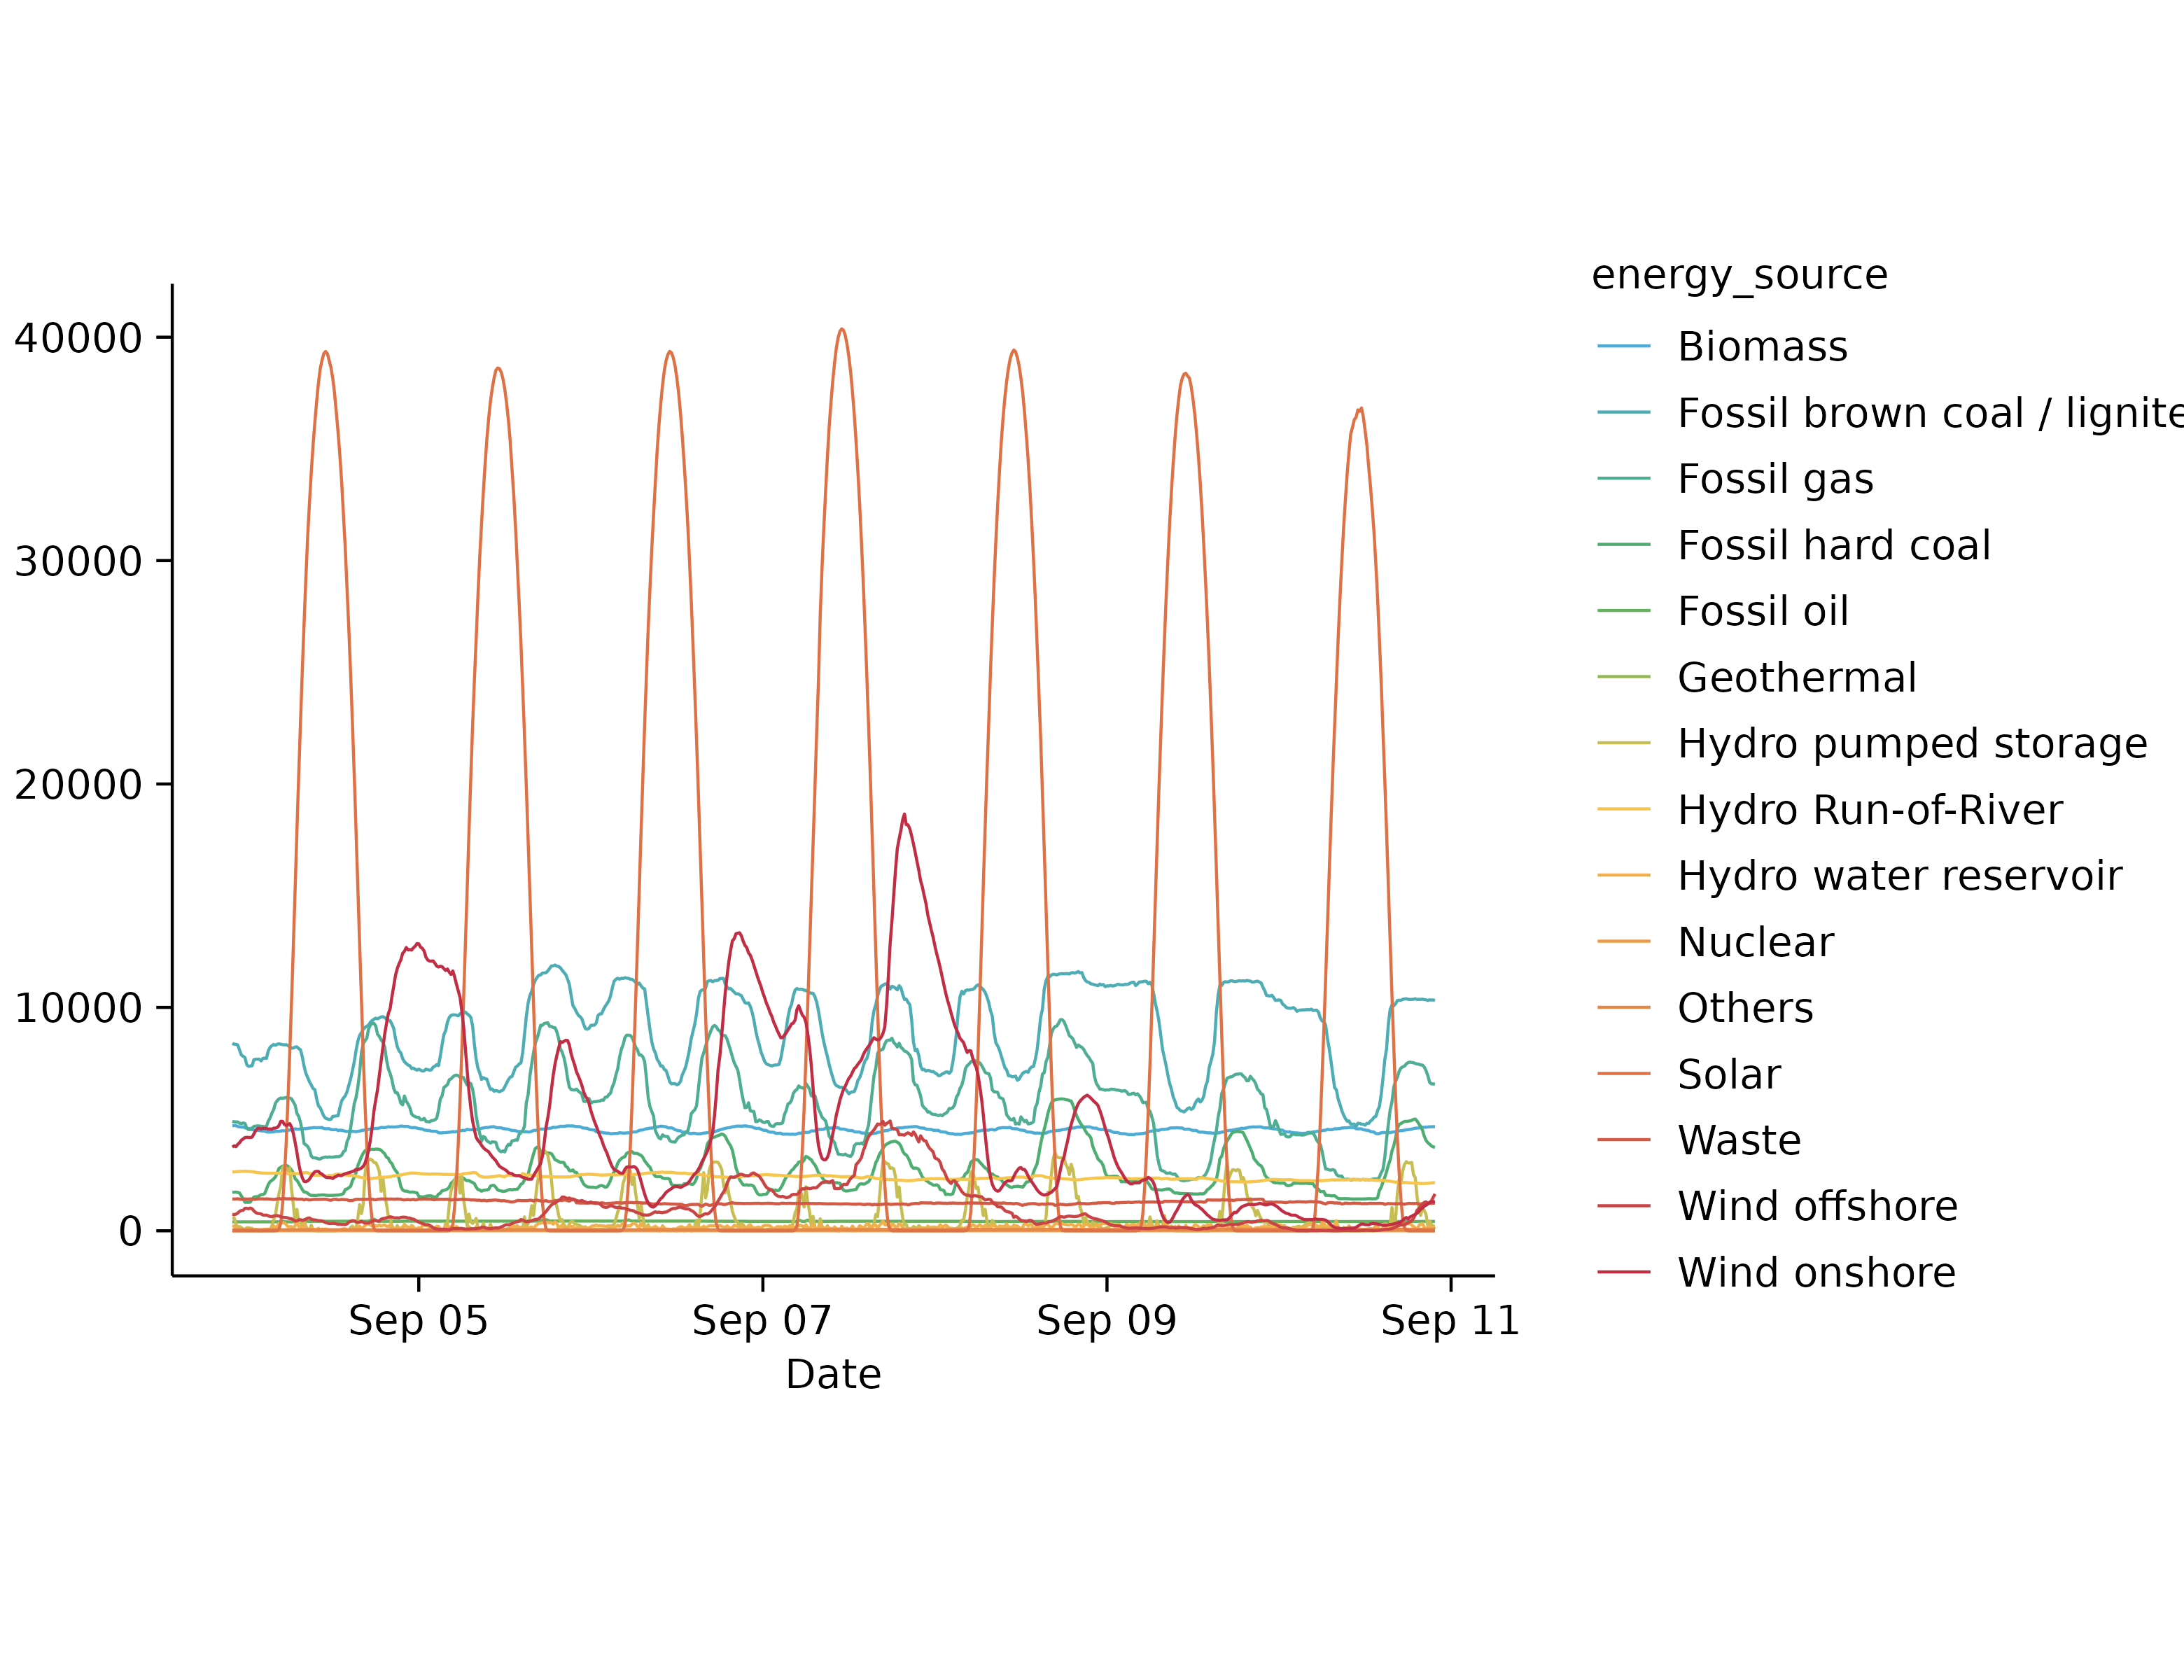 energy_source
Biomass
Fossil brown coal / lignite
Fossil gas
Fossil hard coal
Fossil oil
Geothermal
Hydro pumped storage
Hydro Run-of-River
Hydro water reservoir
Nuclear
Others
Solar
Waste
Wind offshore
Wind onshore
40000
30000
20000
10000
0
Sep 05 Sep 07 Sep 09 Sep 11
Date